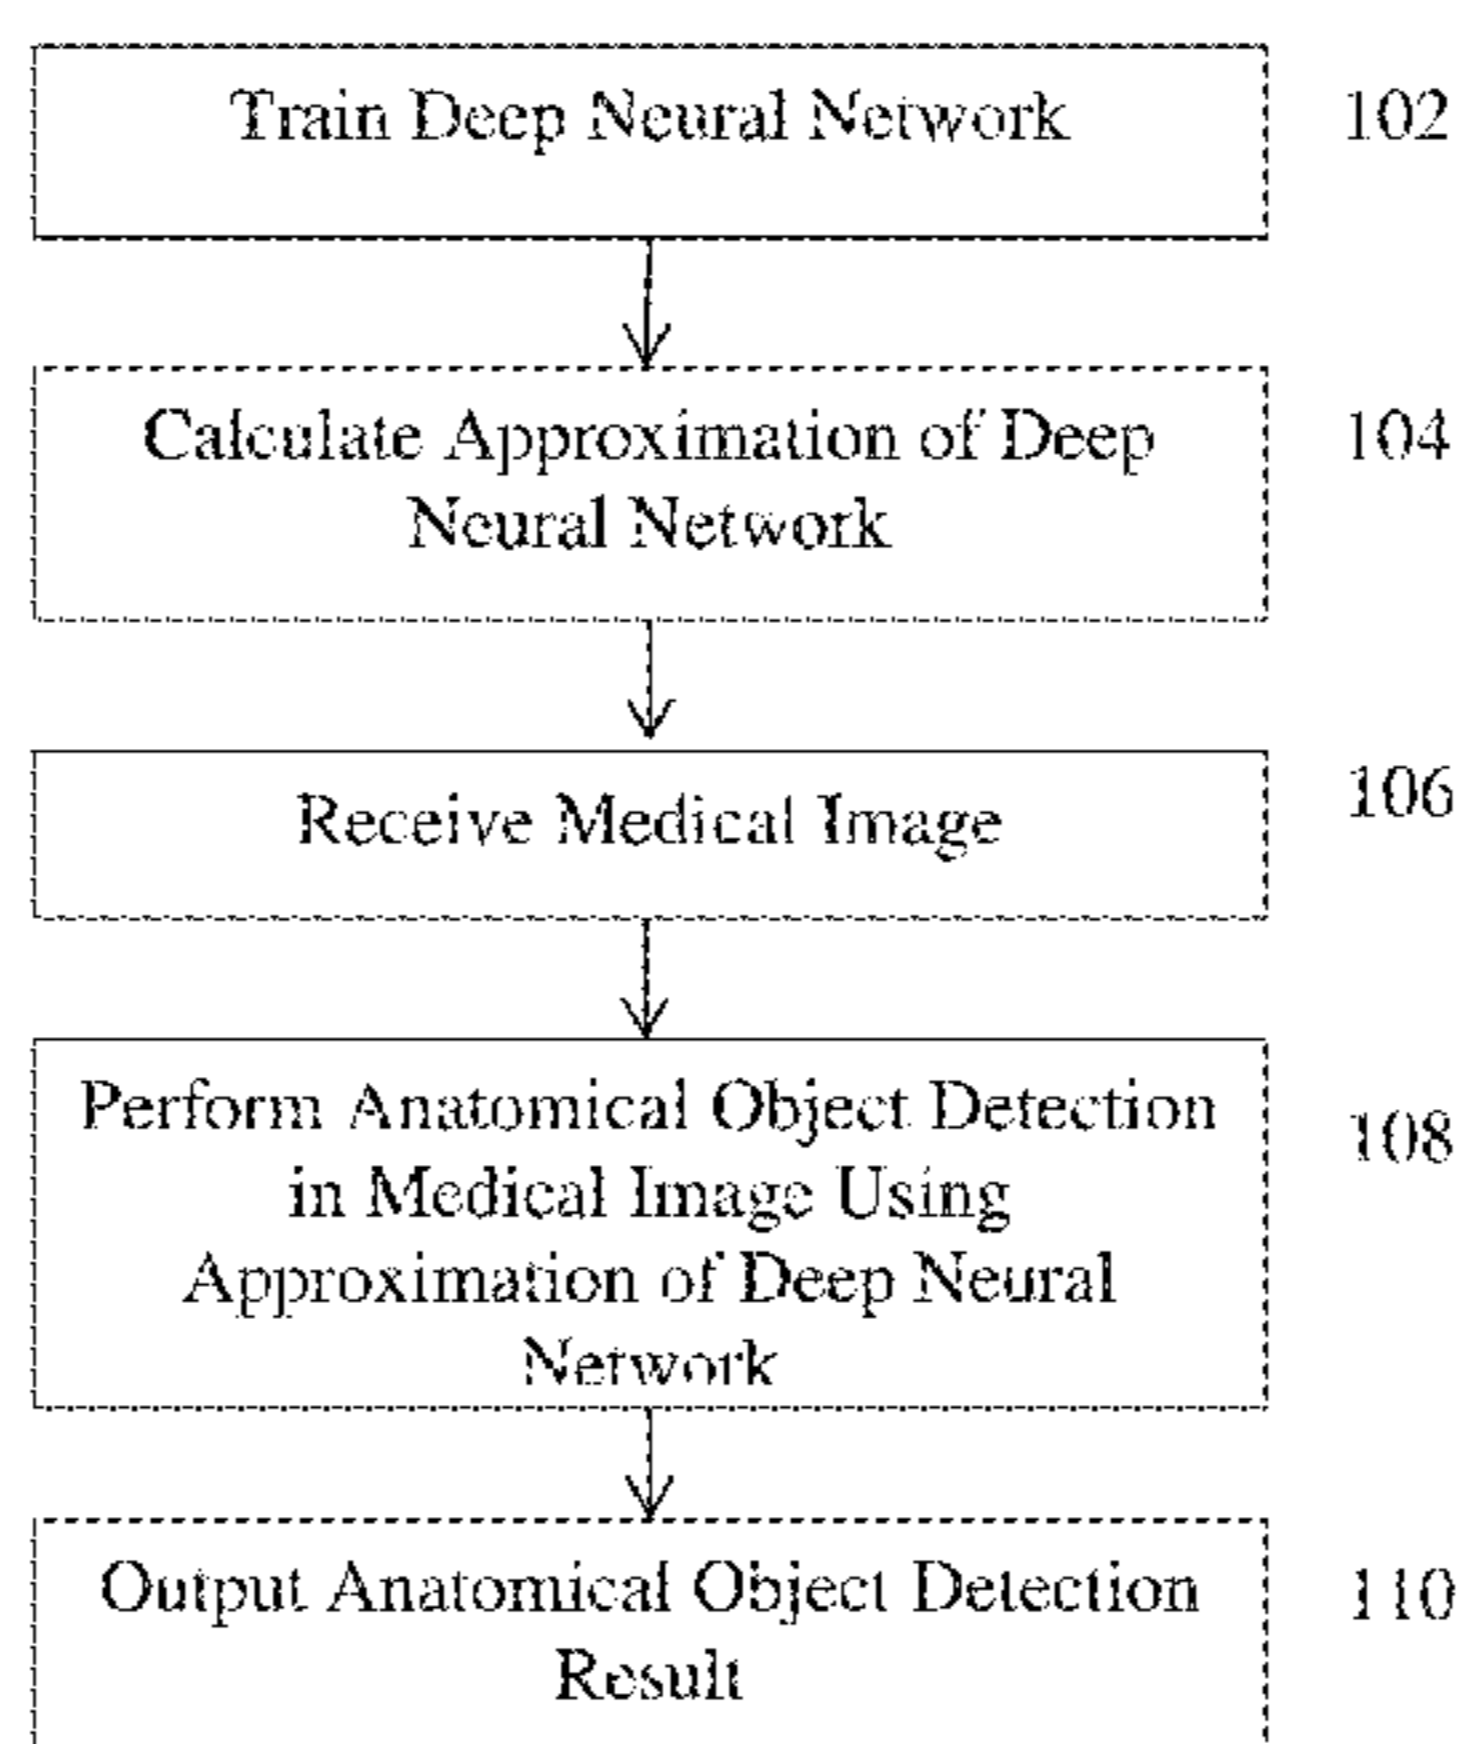 Train Deep Neural Network
102
Calculate Approximation of Deep
104
Neural Network
Receive Medical Image
106
Perform Anatomical Object Detection
108
in Medical Image Using
Approximation of Deep Neural
Network
Output Anatomical Object Detection
110
Result